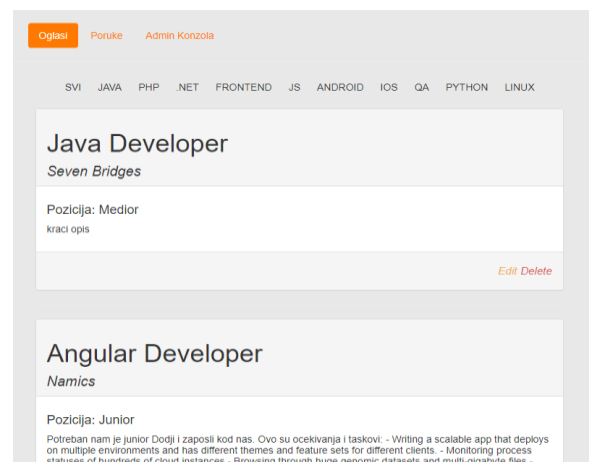 Oglasi Poruke Admin Konzola
SVI JAVA PHP .NET FRONTEND JS ANDROID IOS QA PYTHON LINUX
Java Developer
Seven Bridges
Pozicija: Medior
kraci opis
Edit Delete
Angular Developer
Namics
Pozicija: Junior
Potreban nam je junior Dodji i zaposli kod nas. Ovo su ocekivanja i taskovi: - Writing a scalable app that deploys
on multiple environments and has different themes and feature sets for different clients. - Monitoring process
statuses of hundreds of cloud instances - Browsing through huge genomic datasets and multi-gigabyte files -